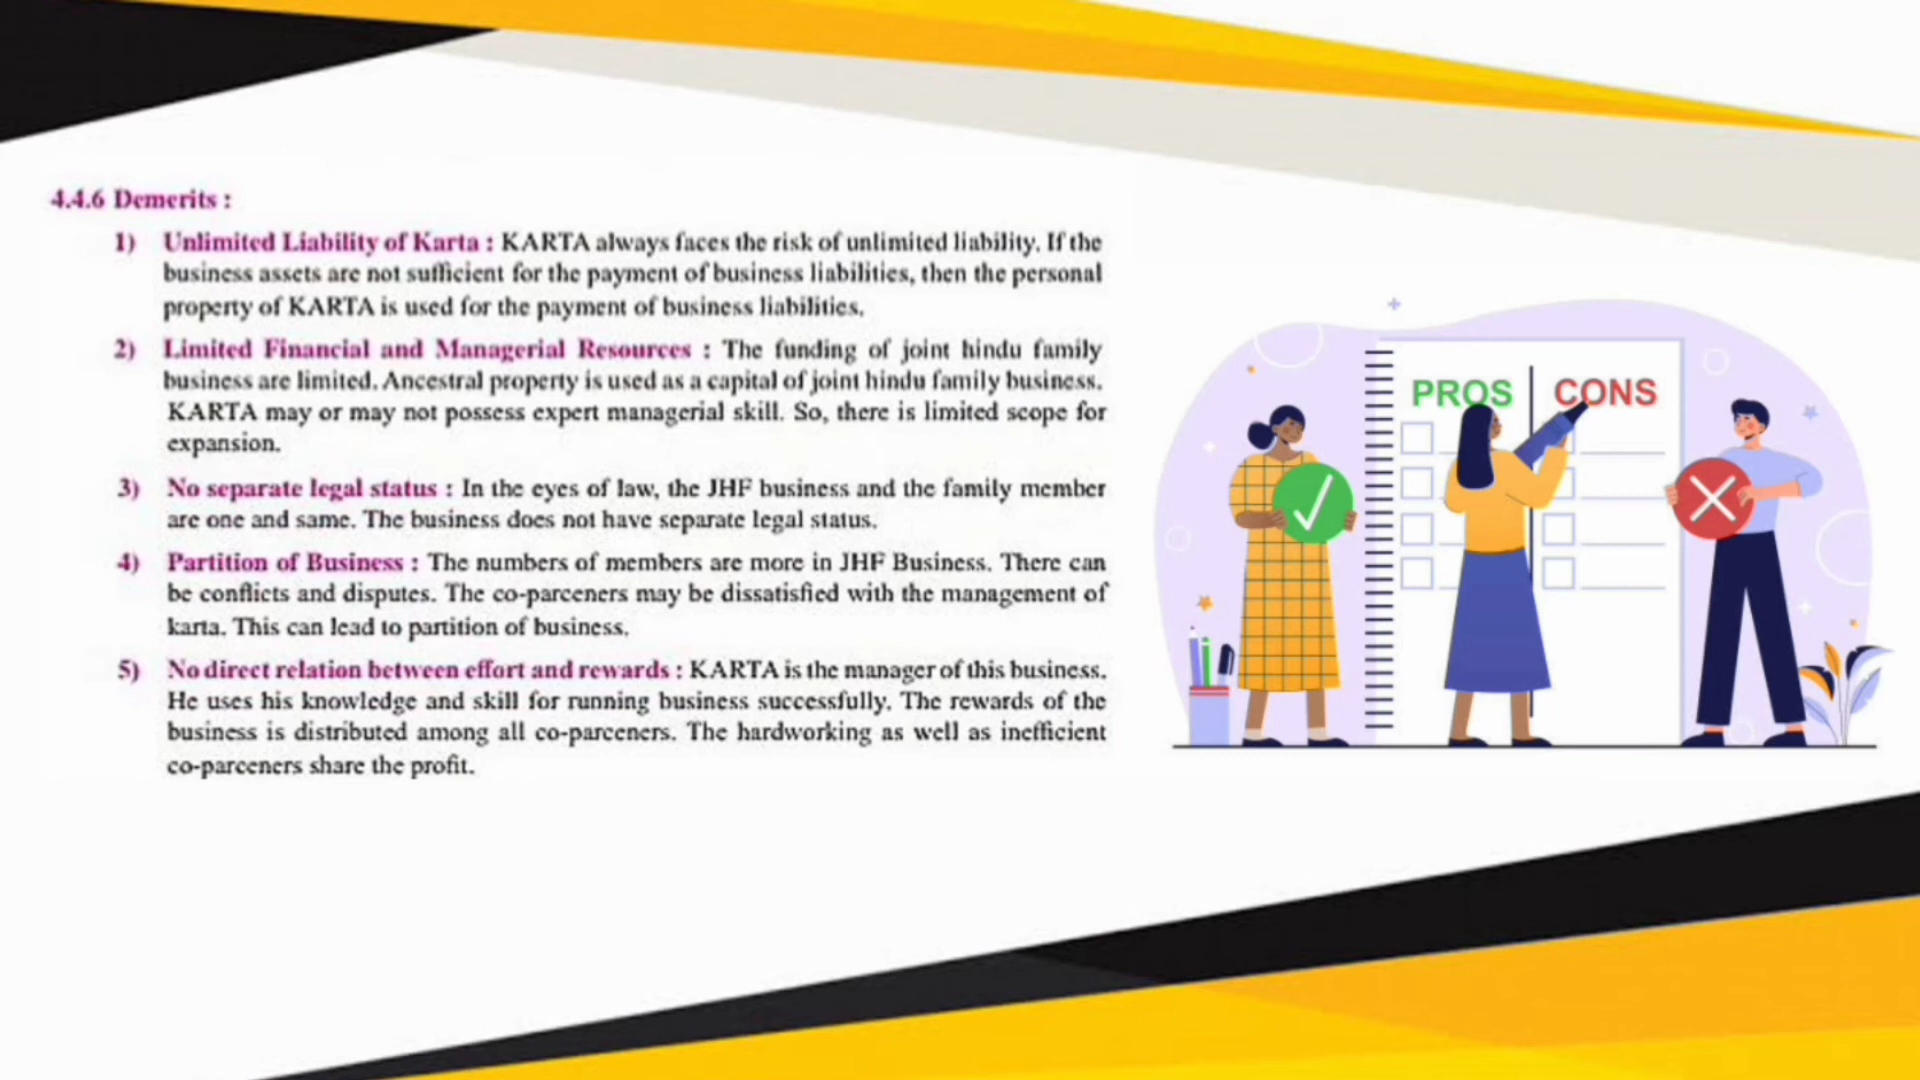 4.4.6 Demerits :
1) Unlimited Liability of Karta : KARTA always faces the risk of unlimited liability. If the
business assets are not sufficient for the payment of business liabilities, then the personal
property of KARTA is used for the payment of business liabilities.
2) Limited Financial and Managerial Resources : The funding of joint hindu family
business are limited. Ancestral property is used as a capital of joint hindu family business.
KARTA may or may not possess expert managerial skill. So, there is limited scope for
expansion.
3) No separate legal status : In the eyes of law, the JHF business and the family member
are one and same. The business does not have separate legal status.
4) Partition of Business : The numbers of members are more in JHF Business. There can
be conflicts and disputes. The co-parceners may be dissatisfied with the management of
karta. This can lead to partition of business.
5) No direct relation between effort and rewards : KARTA is the manager of this business.
He uses his knowledge and skill for running business successfully. The rewards of the
business is distributed among all co-parceners. The hardworking as well as inefficient
co-parceners share the profit.
PROS CONS